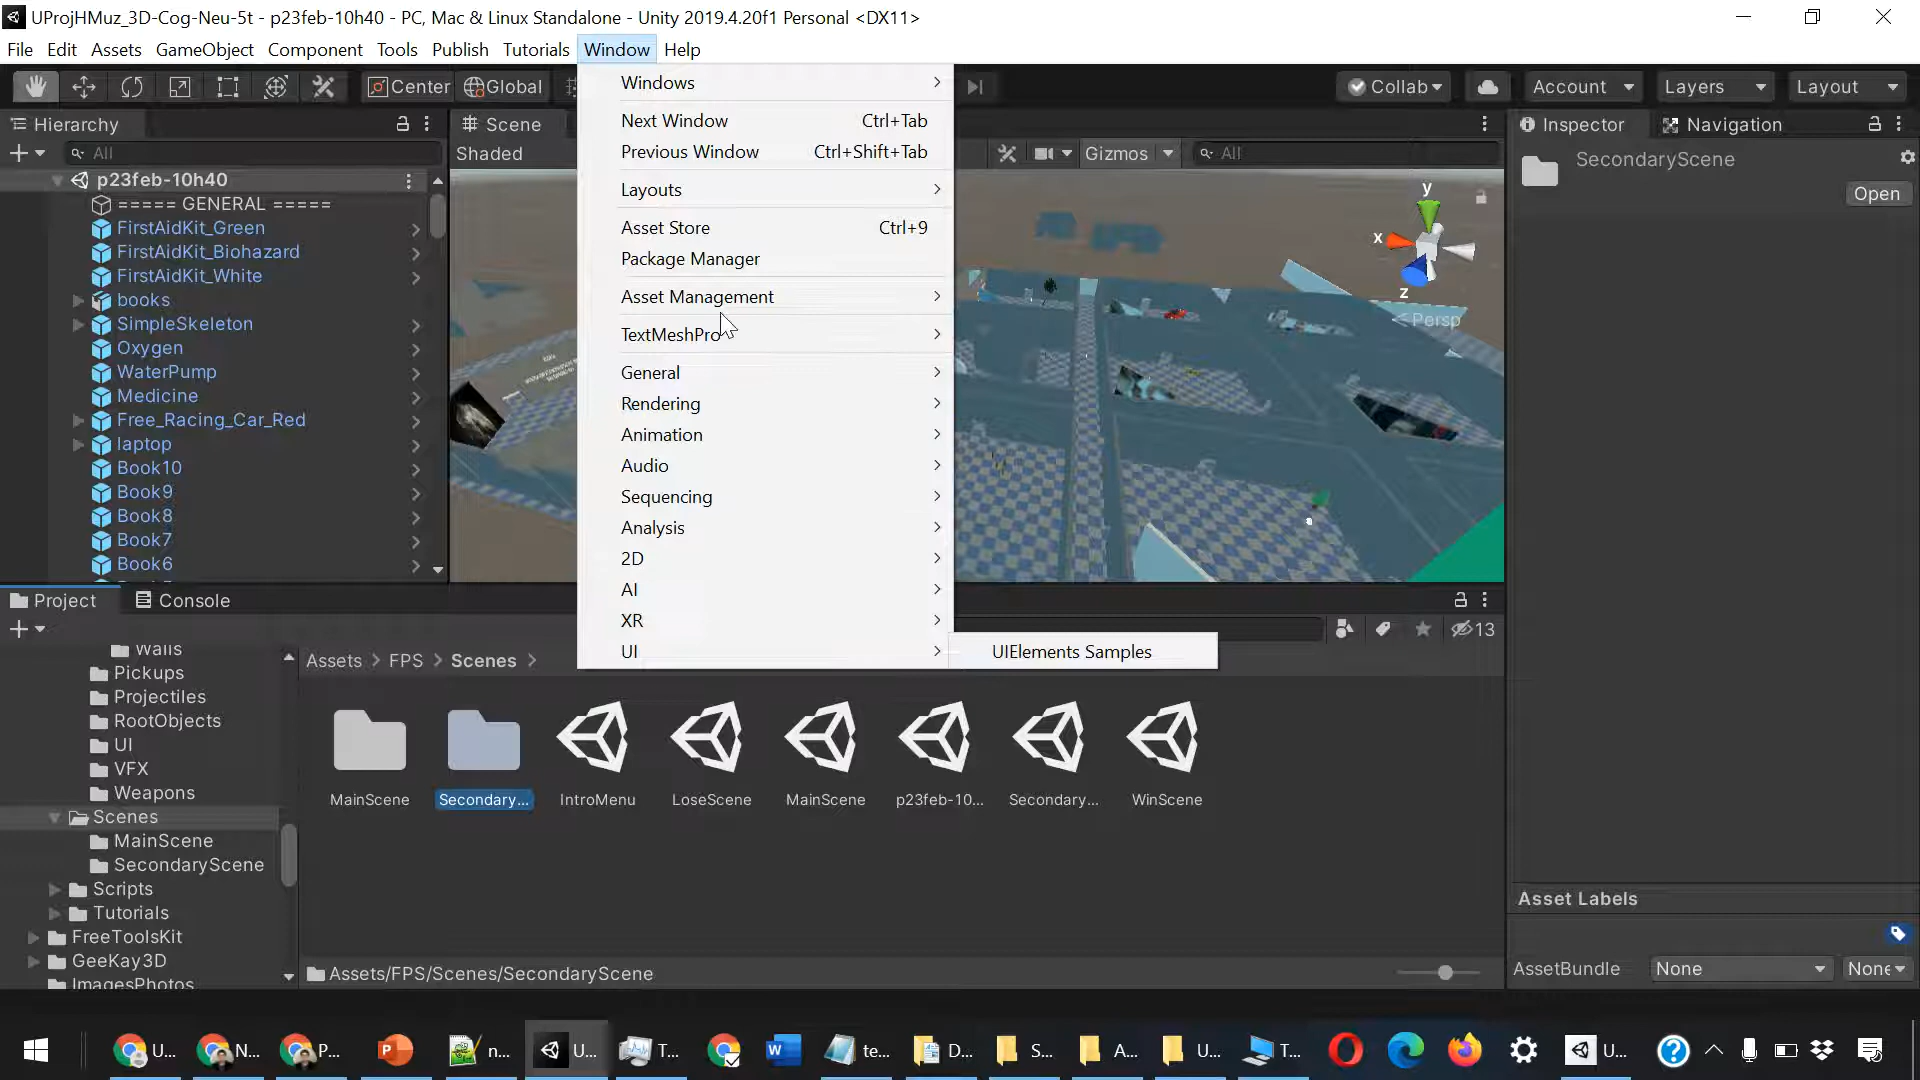 UProjHMuz_3D-Cog-Neu-5t - p23feb-10h40 - PC, Mac & Linux Standalone - Unity 2019.4.20f1 Personal <DX11>
File Edit Assets GameObject Component Tools Publish Tutorials Window Help
Center Global Collab Account Layers Layout
Hierarchy
All
p23feb-10h40
===== GENERAL =====
FirstAidKit_Green
FirstAidKit_Biohazard
FirstAidKit_White
books
SimpleSkeleton
Oxygen
WaterPump
Medicine
Free_Racing_Car_Red
laptop
Book10
Book9
Book8
Book7
Book6
Scene
Shaded
Gizmos All
y
x
z
Persp
Windows
Next Window Ctrl+Tab
Previous Window Ctrl+Shift+Tab
Layouts
Asset Store Ctrl+9
Package Manager
Asset Management
TextMeshPro
General
Rendering
Animation
Audio
Sequencing
Analysis
2D
AI
XR
UI
UIElements Samples
Inspector Navigation
SecondaryScene
Open
Asset Labels
AssetBundle None None
Project Console
13
Walls
Pickups
Projectiles
RootObjects
UI
VFX
Weapons
Scenes
MainScene
SecondaryScene
Scripts
Tutorials
FreeToolsKit
GeeKay3D
ImagesPhotos
Assets > FPS > Scenes >
MainScene Secondary... IntroMenu LoseScene MainScene p23feb-10... Secondary... WinScene
Assets/FPS/Scenes/SecondaryScene
U... N... P... n... U... T... te... D... S... A... U... T... U...